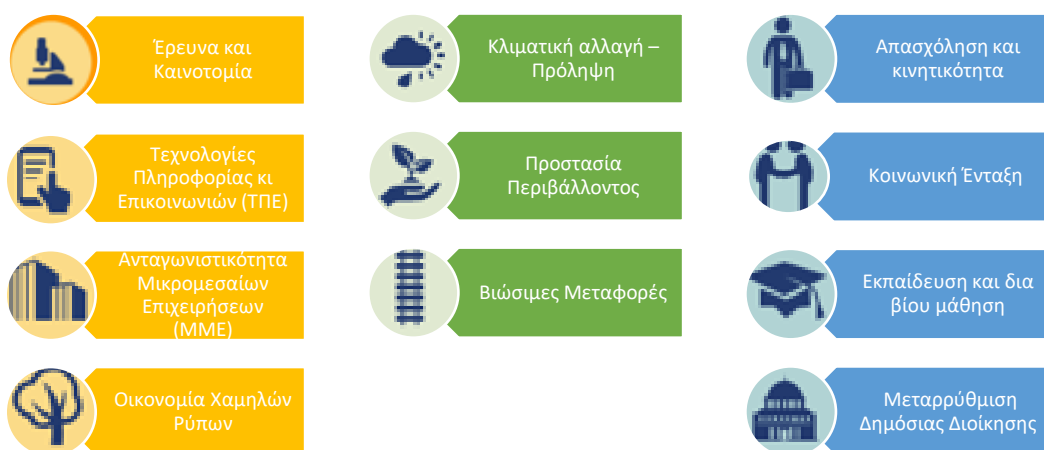 Έρευνα και
Καινοτομία
Τεχνολογίες
Πληροφορίας κι
Επικοινωνιών (ΤΠΕ)
Ανταγωνιστικότητα
Μικρομεσαίων
Επιχειρήσεων
(ΜΜΕ)
Οικονομία Χαμηλών
Ρύπων
Κλιματική αλλαγή –
Πρόληψη
Προστασία
Περιβάλλοντος
Βιώσιμες Μεταφορές
Απασχόληση και
κινητικότητα
Κοινωνική Ένταξη
Εκπαίδευση και δια
βίου μάθηση
Μεταρρύθμιση
Δημόσιας Διοίκησης